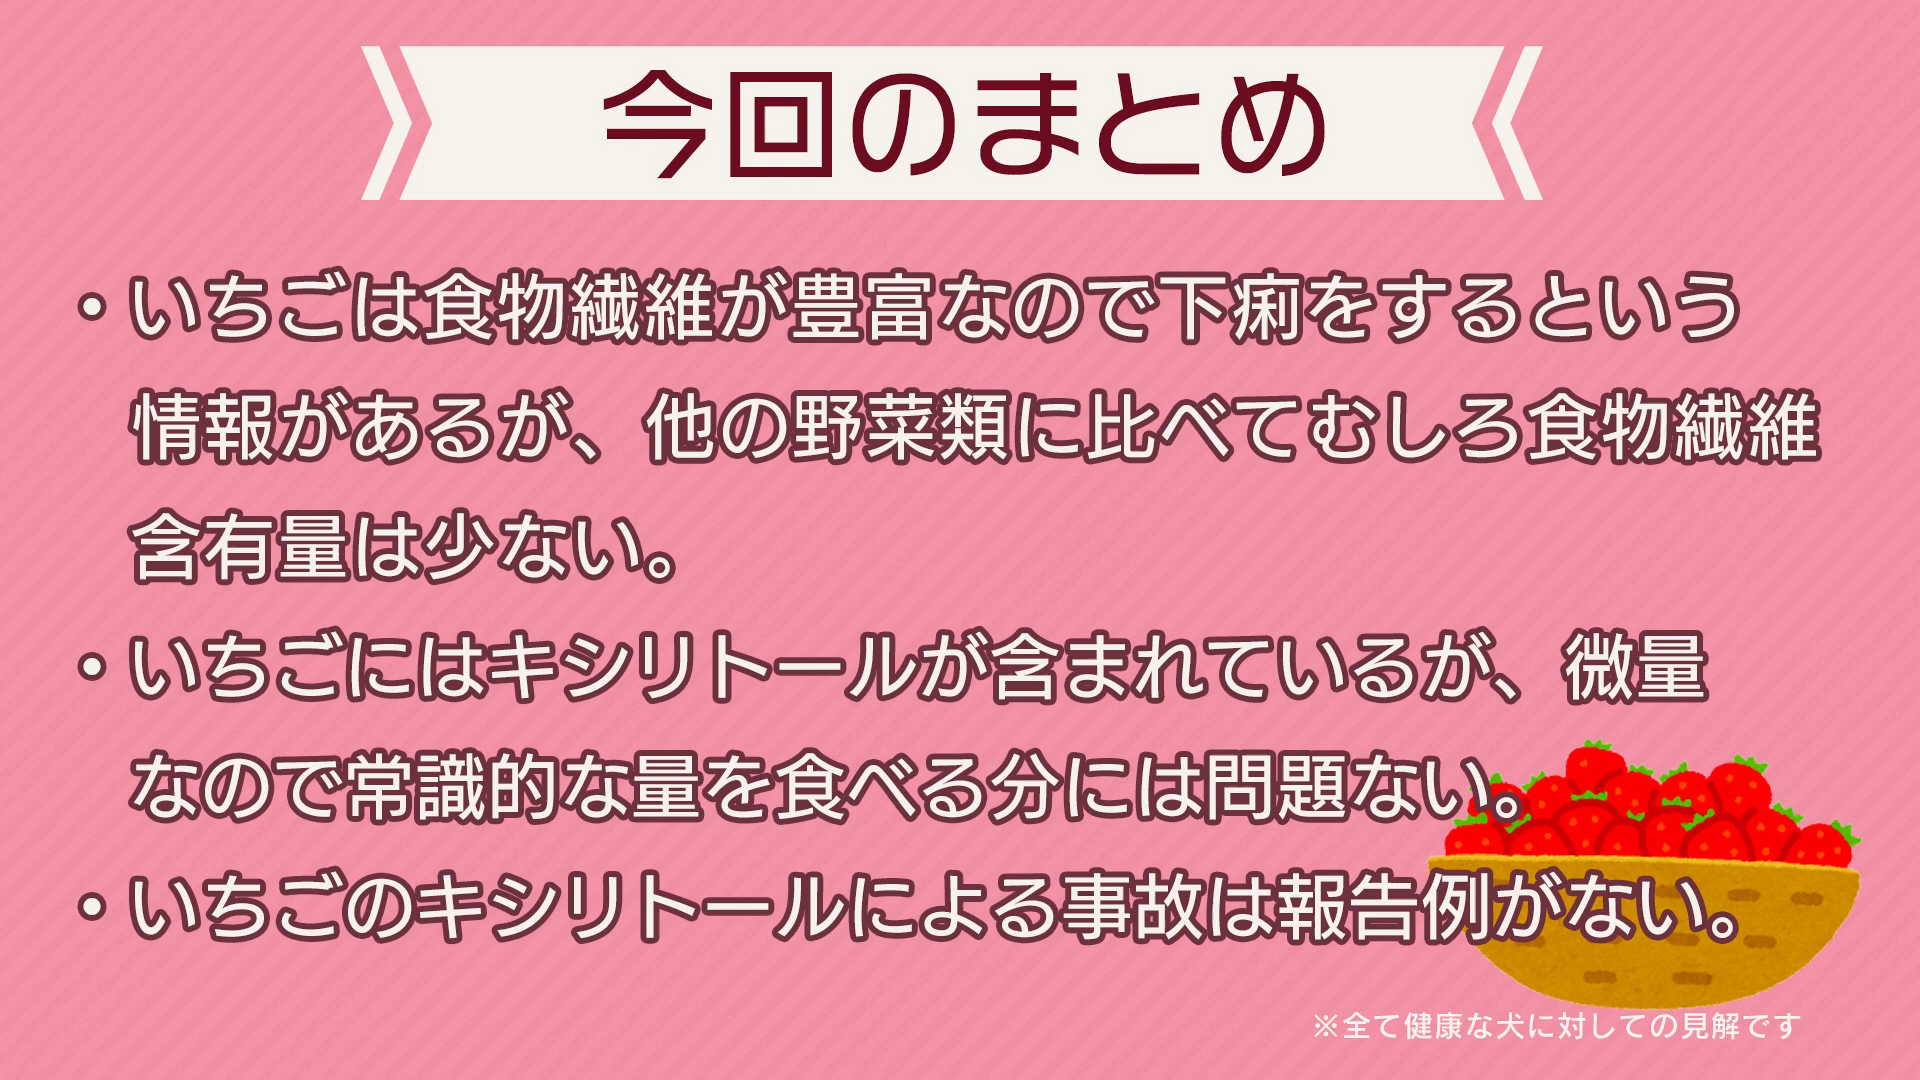 今回のまとめ
・いちごは食物繊維が豊富なので下痢をするという
情報があるが、他の野菜類に比べてむしろ食物繊維
含有量は少ない。
・いちごにはキシリトールが含まれているが、微量
なので常識的な量を食べる分には問題ない。
・いちごのキシリトールによる事故は報告例がない。
※全て健康な犬に対しての見解です